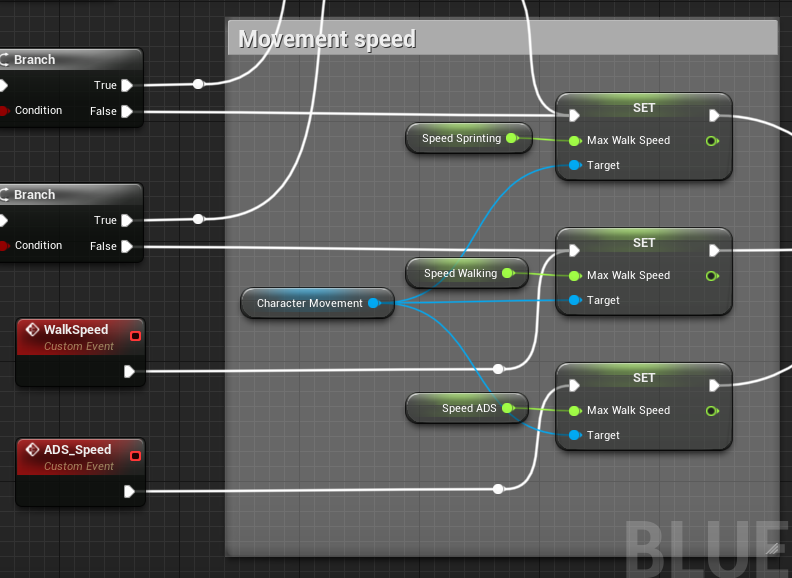 Movement speed
Branch
True
Condition
False
SET
Speed Sprinting
Max Walk Speed
Target
Branch
True
Condition
False
SET
Speed Walking
Max Walk Speed
Character Movement
Target
WalkSpeed
Custom Event
SET
Speed ADS
Max Walk Speed
Target
ADS_Speed
Custom Event
BLUE